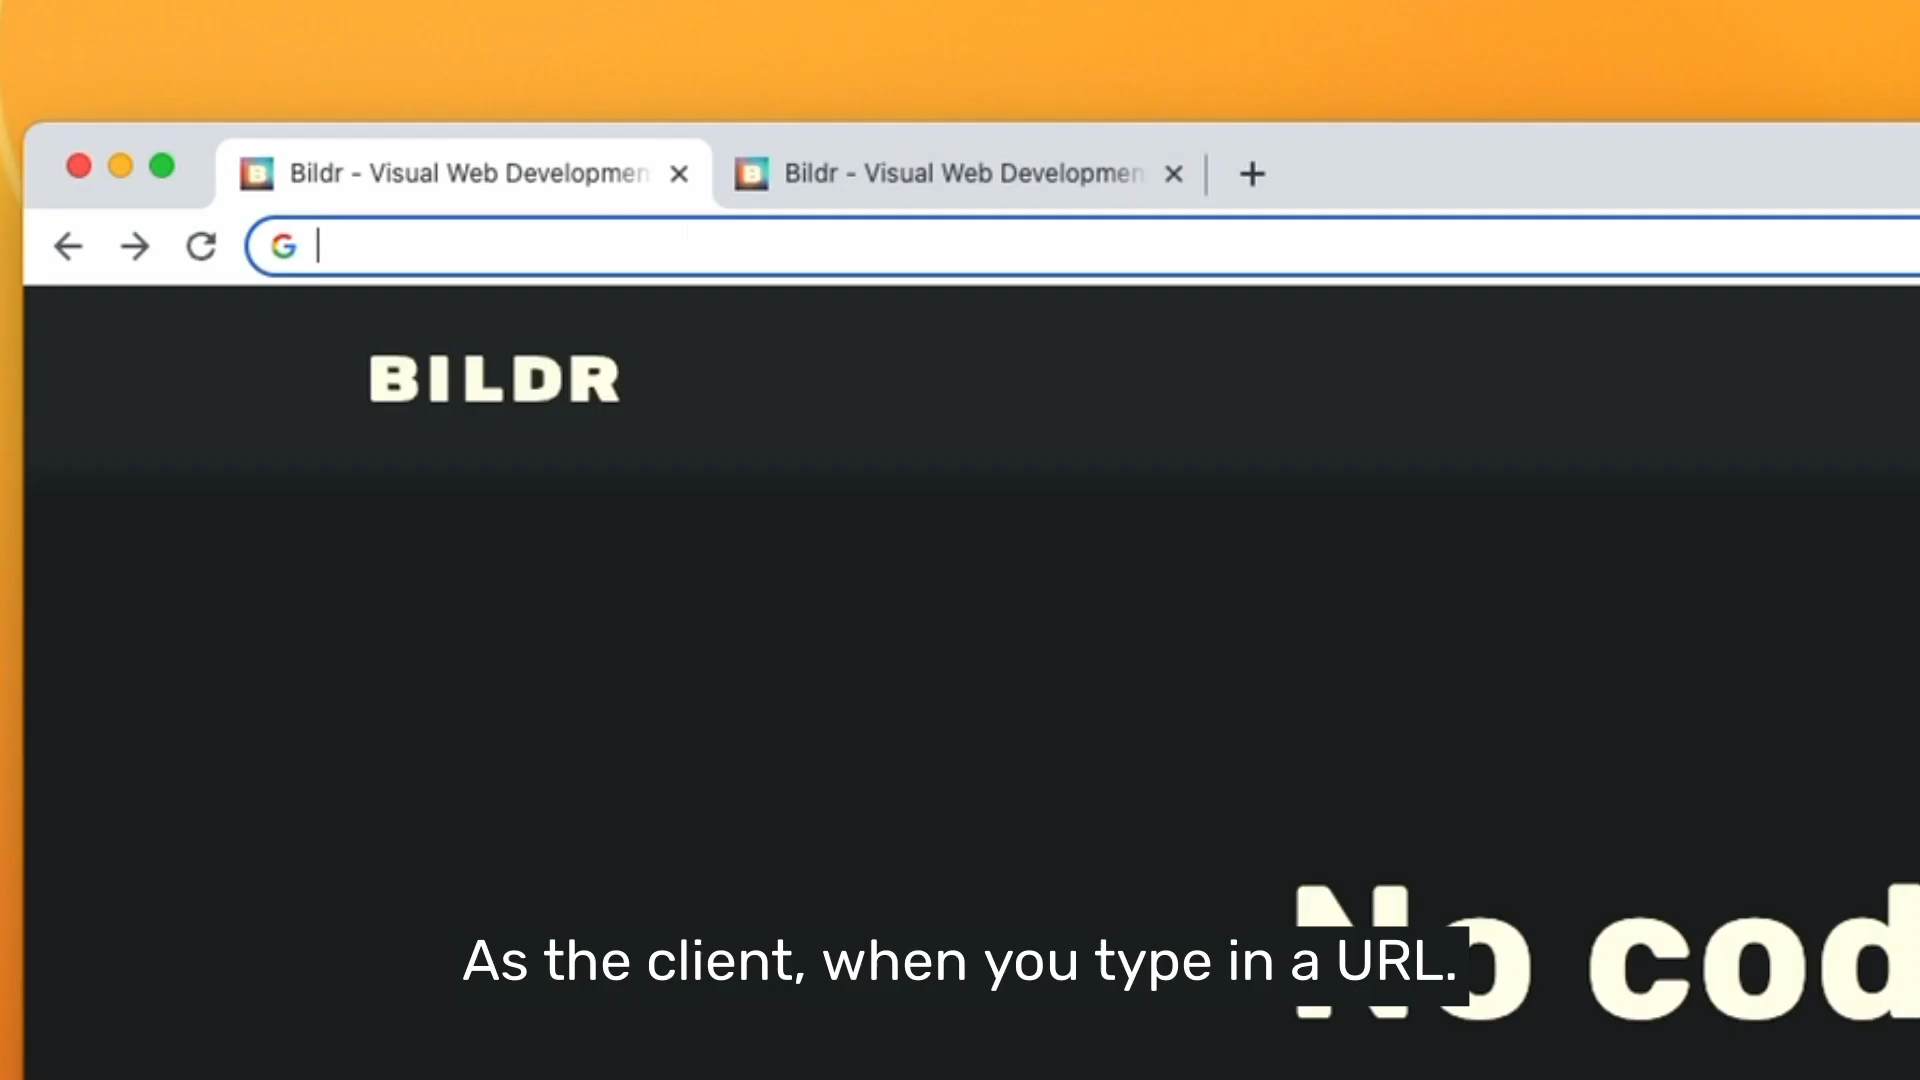 Bildr - Visual Web Developmen
Bildr - Visual Web Developmen
BILDR
No cod
As the client, when you type in a URL.